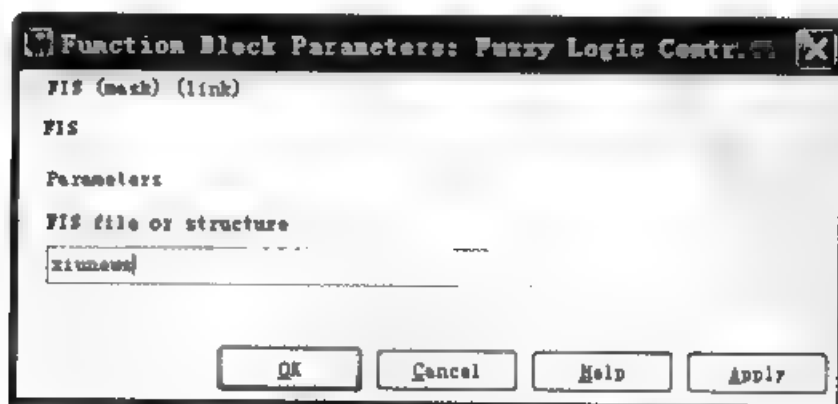 Function Block Parameters: Fuzzy Logic Contr...
FIS (mask) (link)
FIS
Parameters
FIS file or structure
OK Cancel Help Apply